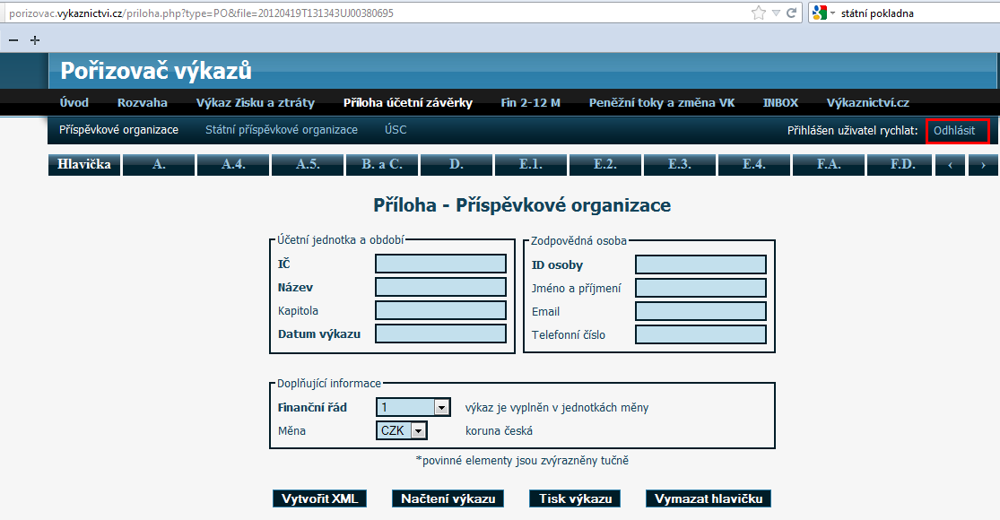 porizovac.vykaznictvi.cz/priloha.php?type=PO&file=20120419T131343UJ00380695 státní pokladna
Pořizovač výkazů
Úvod Rozvaha Výkaz Zisku a ztráty Příloha účetní závěrky Fin 2-12 M Peněžní toky a změna VK INBOX Výkaznictví.cz
Příspěvkové organizace Státní příspěvkové organizace ÚSC Přihlášen uživatel rychlat: Odhlásit
Hlavička A. A.4. A.5. B. a C. D. E.1. E.2. E.3. E.4. F.A. F.D. ‹ ›
Příloha - Příspěvkové organizace
Účetní jednotka a období
IČ
Název
Kapitola
Datum výkazu
Zodpovědná osoba
ID osoby
Jméno a příjmení
Email
Telefonní číslo
Doplňující informace
Finanční řád 1 výkaz je vyplněn v jednotkách měny
Měna CZK koruna česká
*povinné elementy jsou zvýrazněny tučně
Vytvořit XML Načtení výkazu Tisk výkazu Vymazat hlavičku